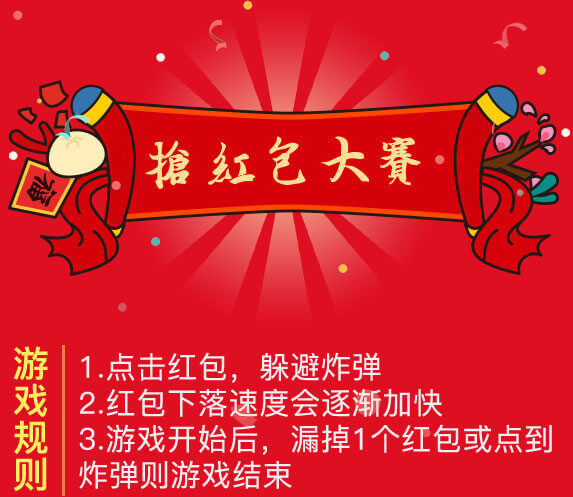 搶紅包大賽
福
游戏规则
1.点击红包，躲避炸弹
2.红包下落速度会逐渐加快
3.游戏开始后，漏掉1个红包或点到
炸弹则游戏结束